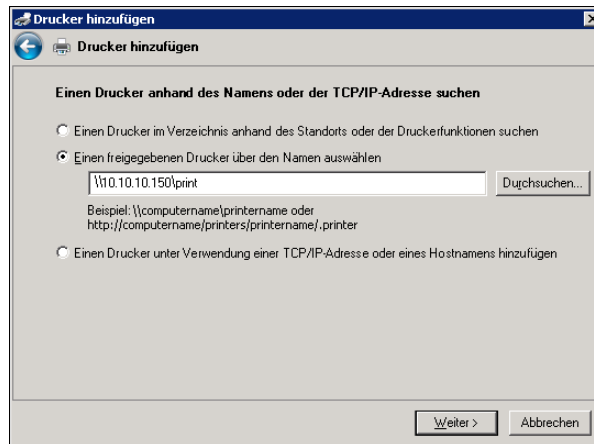 Drucker hinzufügen
Drucker hinzufügen
Einen Drucker anhand des Namens oder der TCP/IP-Adresse suchen
Einen Drucker im Verzeichnis anhand des Standorts oder der Druckerfunktionen suchen
Einen freigegebenen Drucker über den Namen auswählen
\\10.10.10.150\print Durchsuchen...
Beispiel: \\computername\printername oder
http://computername/printers/printername/.printer
Einen Drucker unter Verwendung einer TCP/IP-Adresse oder eines Hostnamens hinzufügen
Weiter > Abbrechen